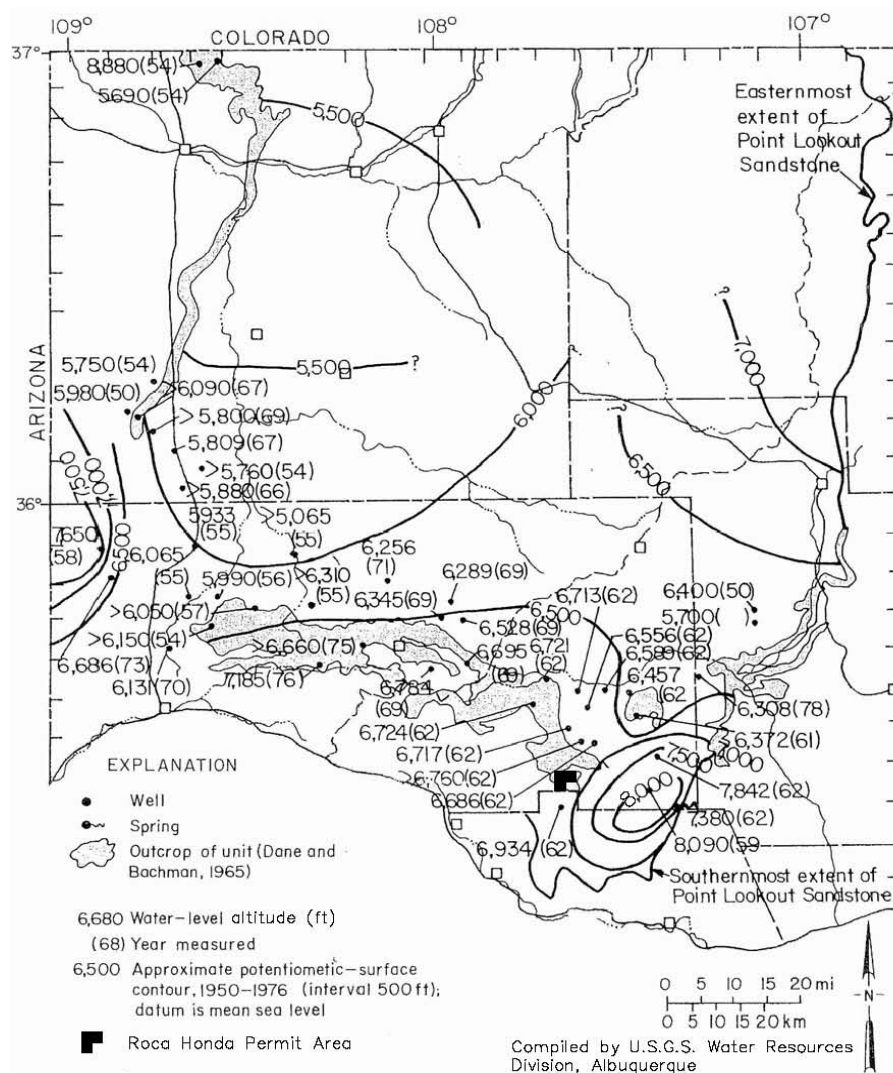 109° 108° 107°
37°
COLORADO
8,880(54)
5690(54)
5,500
Easternmost
extent of
Point Lookout
Sandstone
ARIZONA
?
7,000
5,500
?
?
6,000
5,750(54)
5,980(50)
6,090(67)
>5,800(69)
5,809(67)
>5,760(54)
>5,880(66)
?
6,500
36°
7,500
7,000
6,500
7,650
(58)
5933
(55)
>5,065
(55)
6,065
(55)
5,990(56)
>6,310
(55)
6,256
(71)
6,345(69)
6,289(69)
6,500
6,713(62)
6,400(50)
5,700(
>6,050(57)
>6,150(54)
6,686(73)
6,131(70)
>6,660(75)
7,185(76)
6,784
(69)
6,528(69)
6,695
(69)
6,721
(62)
6,556(62)
6,599(62)
6,457
(62
6,308(78)
6,724(62)
6,717(62)
>6,760(62)
6,686(62)
6,372(61)
7,500
7,000
8,000
7,842(62)
7,380(62)
8,090(59
6,934(62)
Southernmost extent of
Point Lookout Sandstone
EXPLANATION
Well
Spring
Outcrop of unit (Dane and
Bachman, 1965)
6,680 Water-level altitude (ft)
(68) Year measured
6,500 Approximate potentiometic-surface
contour, 1950-1976 (interval 500ft);
datum is mean sea level
Roca Honda Permit Area
0 5 10 15 20 mi
0 5 10 15 20 km
N
Compiled by U.S.G.S. Water Resources
Division, Albuquerque